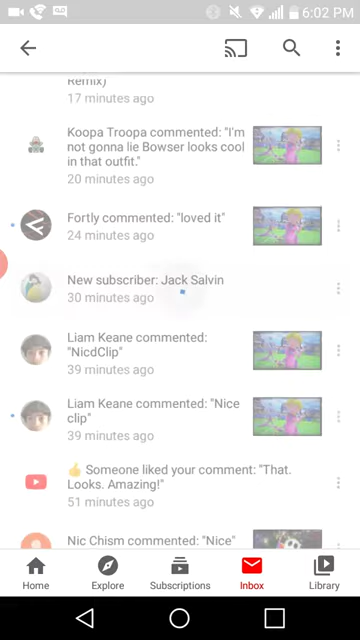 6:02 PM
Remix)
17 minutes ago
Koopa Troopa commented: "I'm
not gonna lie Bowser looks cool
in that outfit."
20 minutes ago
Fortly commented: "loved it"
24 minutes ago
New subscriber: Jack Salvin
30 minutes ago
Liam Keane commented:
"NicdClip"
39 minutes ago
Liam Keane commented: "Nice
clip"
39 minutes ago
👍 Someone liked your comment: "That.
Looks. Amazing!"
51 minutes ago
Nic Chism commented: "Nice"
Home
Explore
Subscriptions
Inbox
Library